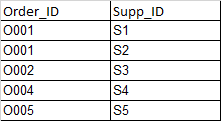 Order_ID Supp_ID
O001 S1
O001 S2
O002 S3
O004 S4
O005 S5